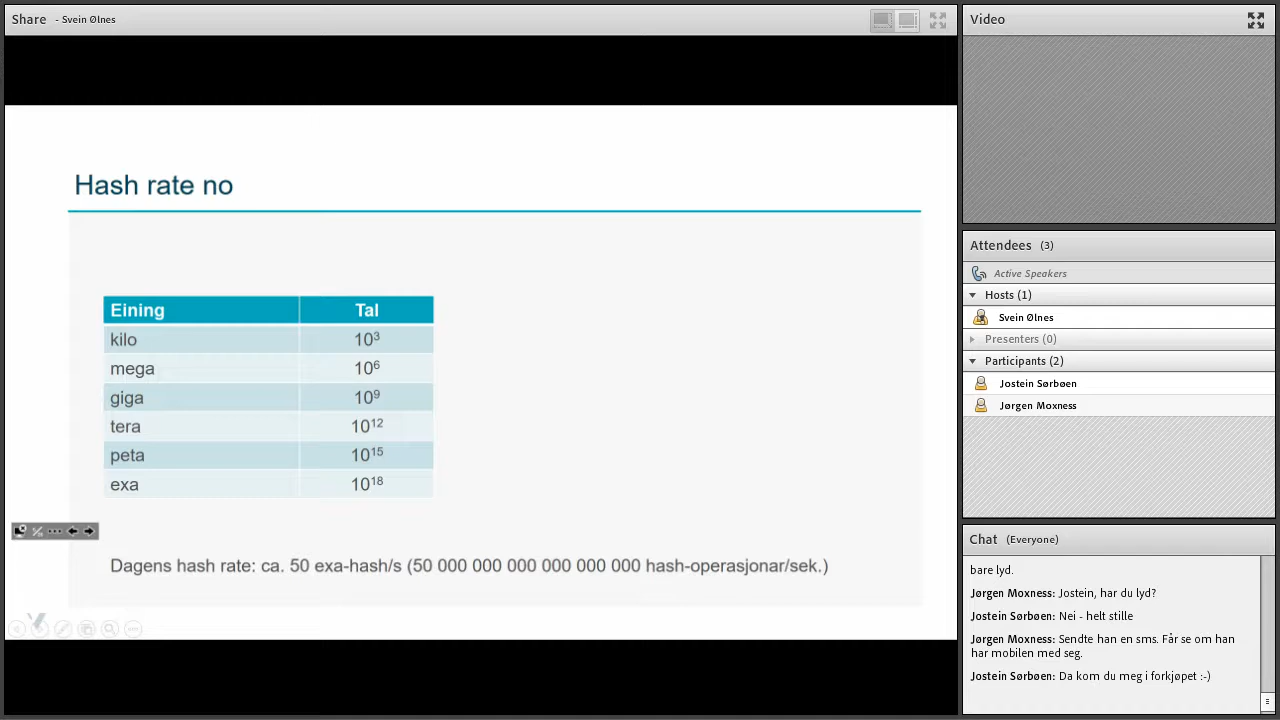 Share - Svein Ølnes
Hash rate no
Eining Tal
kilo 10³
mega 10⁶
giga 10⁹
tera 10¹²
peta 10¹⁵
exa 10¹⁸
Dagens hash rate: ca. 50 exa-hash/s (50 000 000 000 000 000 000 hash-operasjonar/sek.)
Video
Attendees (3)
Active Speakers
Hosts (1)
Svein Ølnes
Presenters (0)
Participants (2)
Jostein Sørbøen
Jørgen Moxness
Chat (Everyone)
bare lyd.
Jørgen Moxness: Jostein, har du lyd?
Jostein Sørbøen: Nei - helt stille
Jørgen Moxness: Sendte han en sms. Får se om han
har mobilen med seg.
Jostein Sørbøen: Da kom du meg i forkjøpet :-)